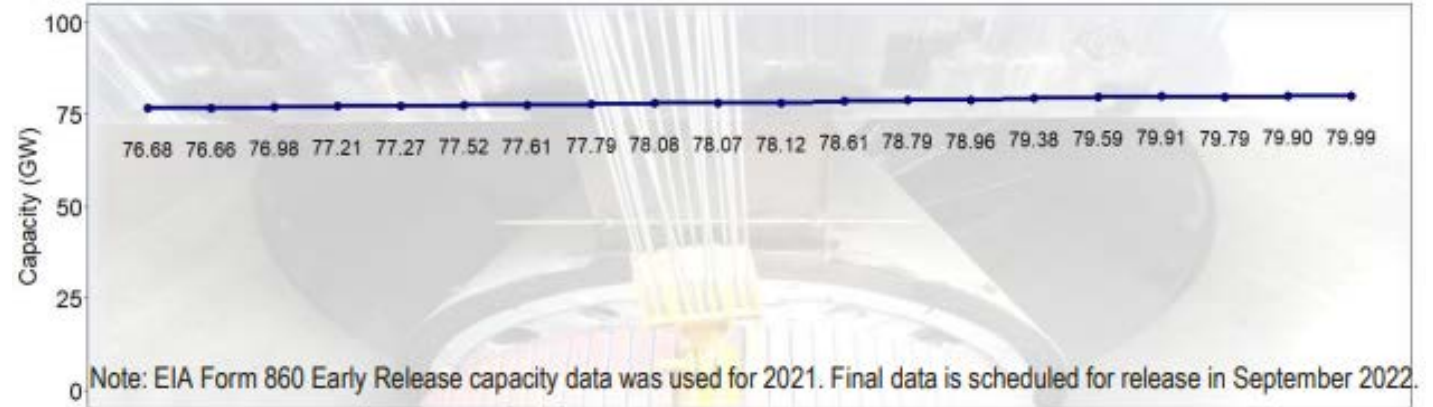 100
75
Capacity (GW)
76.68 76.66 76.98 77.21 77.27 77.52 77.61 77.79 78.08 78.07 78.12 78.61 78.79 78.96 79.38 79.59 79.91 79.79 79.90 79.99
50
25
0
Note: EIA Form 860 Early Release capacity data was used for 2021. Final data is scheduled for release in September 2022.